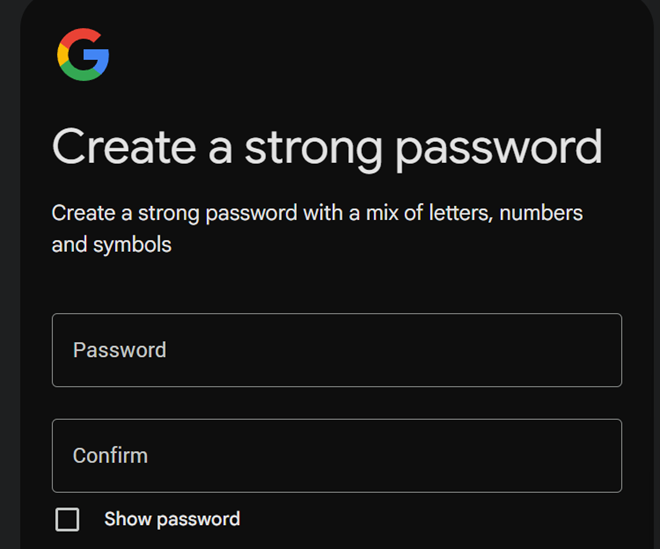 Create a strong password
Create a strong password with a mix of letters, numbers
and symbols
Password
Confirm
Show password